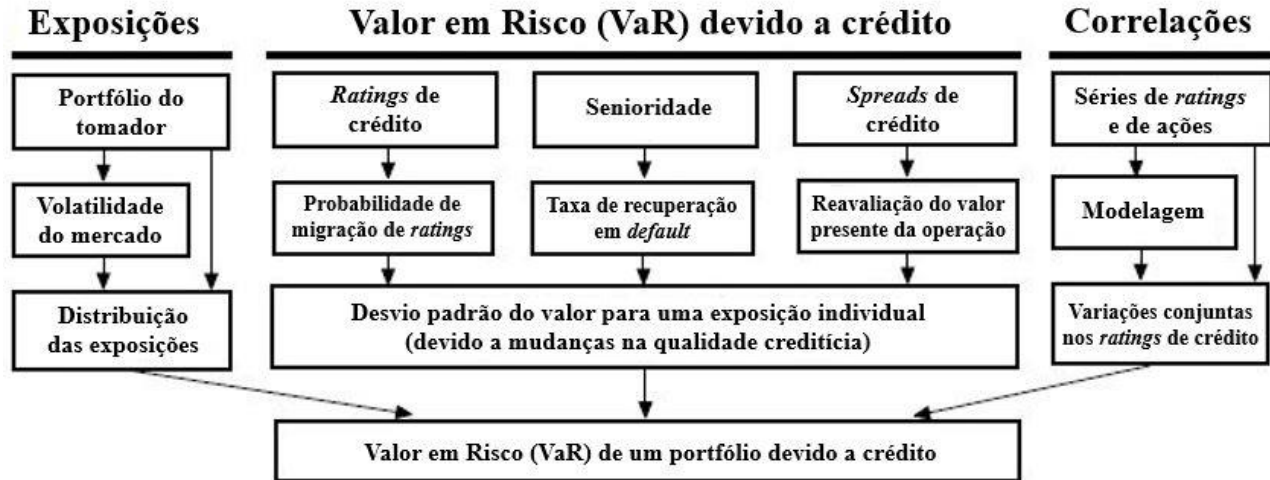 Exposições
Valor em Risco (VaR) devido a crédito
Correlações
Portfólio do
tomador
Volatilidade
do mercado
Distribuição
das exposições
Ratings de
crédito
Probabilidade de
migração de ratings
Senioridade
Taxa de recuperação
em default
Spreads de
crédito
Reavaliação do valor
presente da operação
Desvio padrão do valor para uma exposição individual
(devido a mudanças na qualidade creditícia)
Séries de ratings
e de ações
Modelagem
Variações conjuntas
nos ratings de crédito
Valor em Risco (VaR) de um portfólio devido a crédito